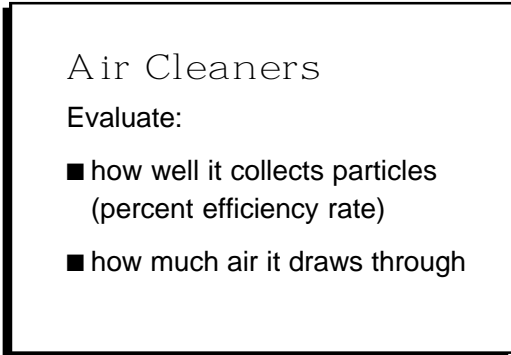 Air Cleaners
Evaluate:
■ how well it collects particles
(percent efficiency rate)
■ how much air it draws through